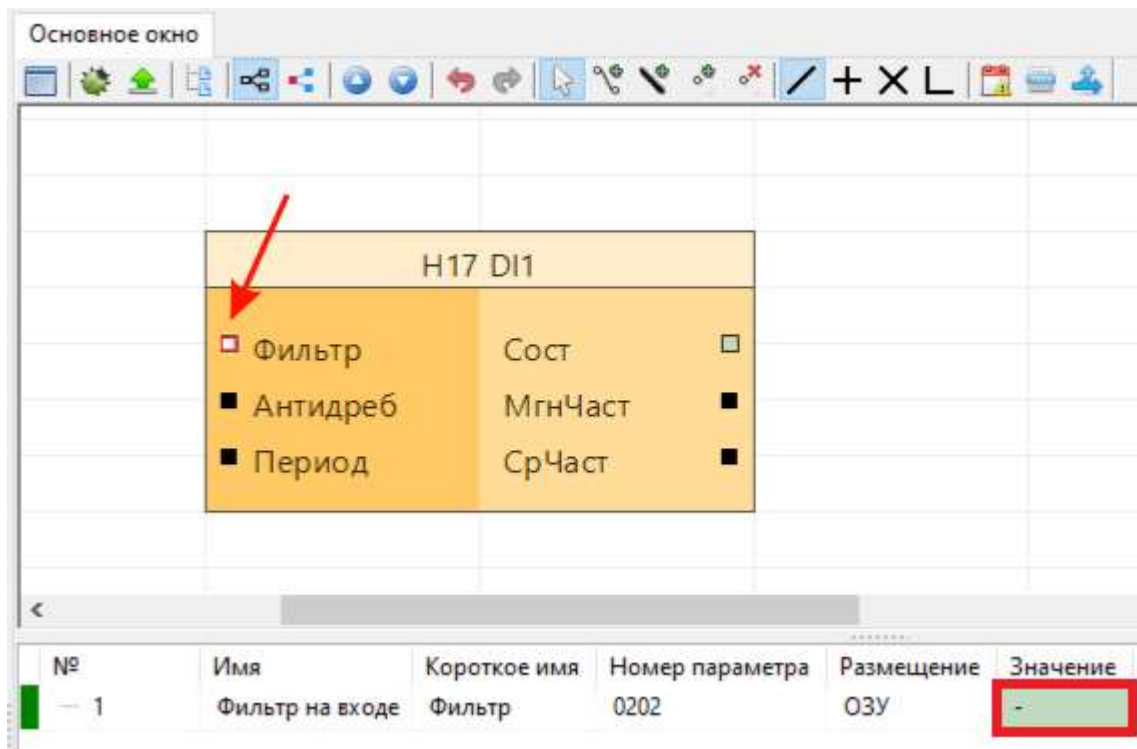 Основное окно
H17 DI1
Фильтр Сост
Антидреб МгнЧаст
Период СрЧаст
№ Имя Короткое имя Номер параметра Размещение Значение
1 Фильтр на входе Фильтр 0202 ОЗУ -